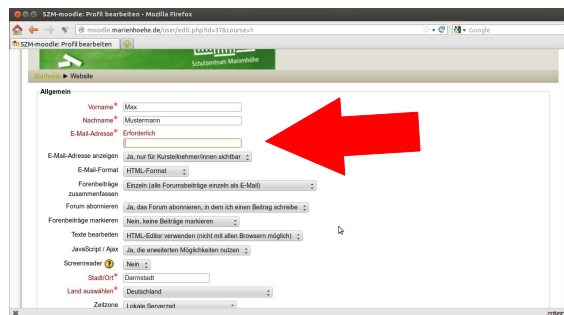 SZM-moodle: Profil bearbeiten - Mozilla Firefox
moodle.marienhoehe.de/user/edit.php?id=37&course=1
Google
SZM-moodle: Profil bearbeiten
Schulzentrum Marienhöhe
Startseite ► Website
Allgemein
Vorname* Max
Nachname* Mustermann
E-Mail-Adresse* Erforderlich
E-Mail-Adresse anzeigen Ja, nur für Kursteilnehmer/innen sichtbar
E-Mail-Format HTML-Format
Forenbeiträge zusammenfassen Einzeln (alle Forumsbeiträge einzeln als E-Mail)
Forum abonnieren Ja, das Forum abonnieren, in dem ich einen Beitrag schreibe
Forenbeiträge markieren Nein, keine Beiträge markieren
Texte bearbeiten HTML-Editor verwenden (nicht mit allen Browsern möglich)
JavaScript / Ajax Ja, die erweiterten Möglichkeiten nutzen
Screenreader ? Nein
Stadt/Ort* Darmstadt
Land auswählen* Deutschland
Zeitzone Lokale Serverzeit